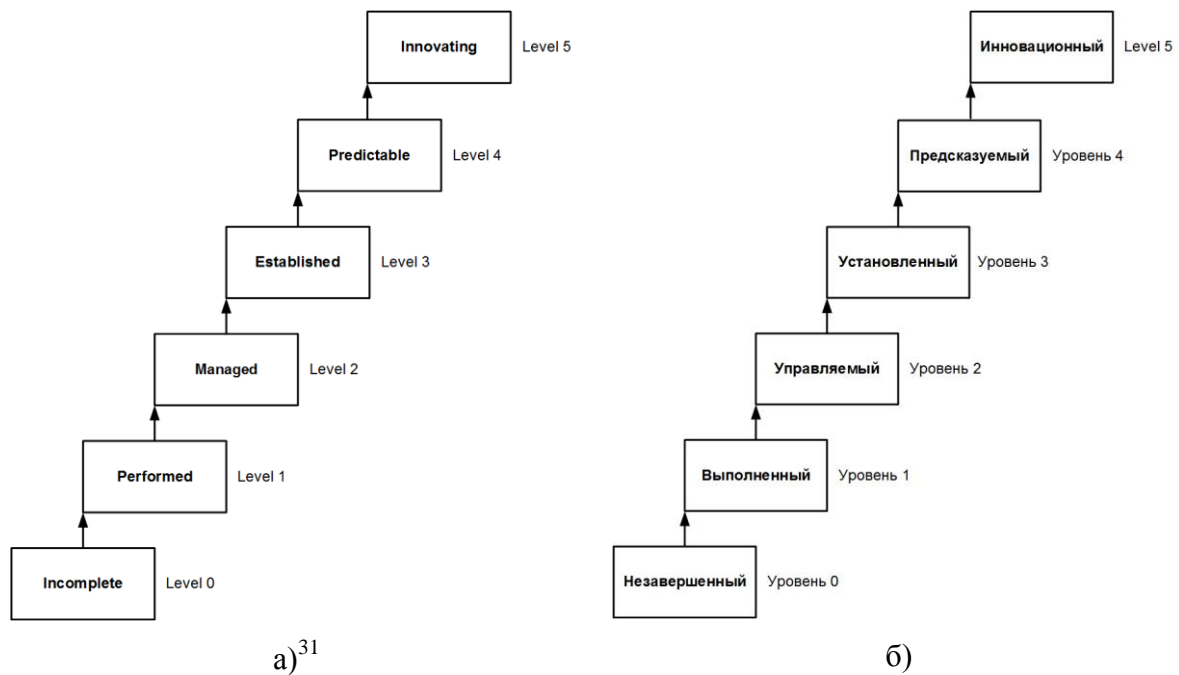 Innovating Level 5
Predictable Level 4
Established Level 3
Managed Level 2
Performed Level 1
Incomplete Level 0
а)31
Инновационный Level 5
Предсказуемый Уровень 4
Установленный Уровень 3
Управляемый Уровень 2
Выполненный Уровень 1
Незавершенный Уровень 0
б)